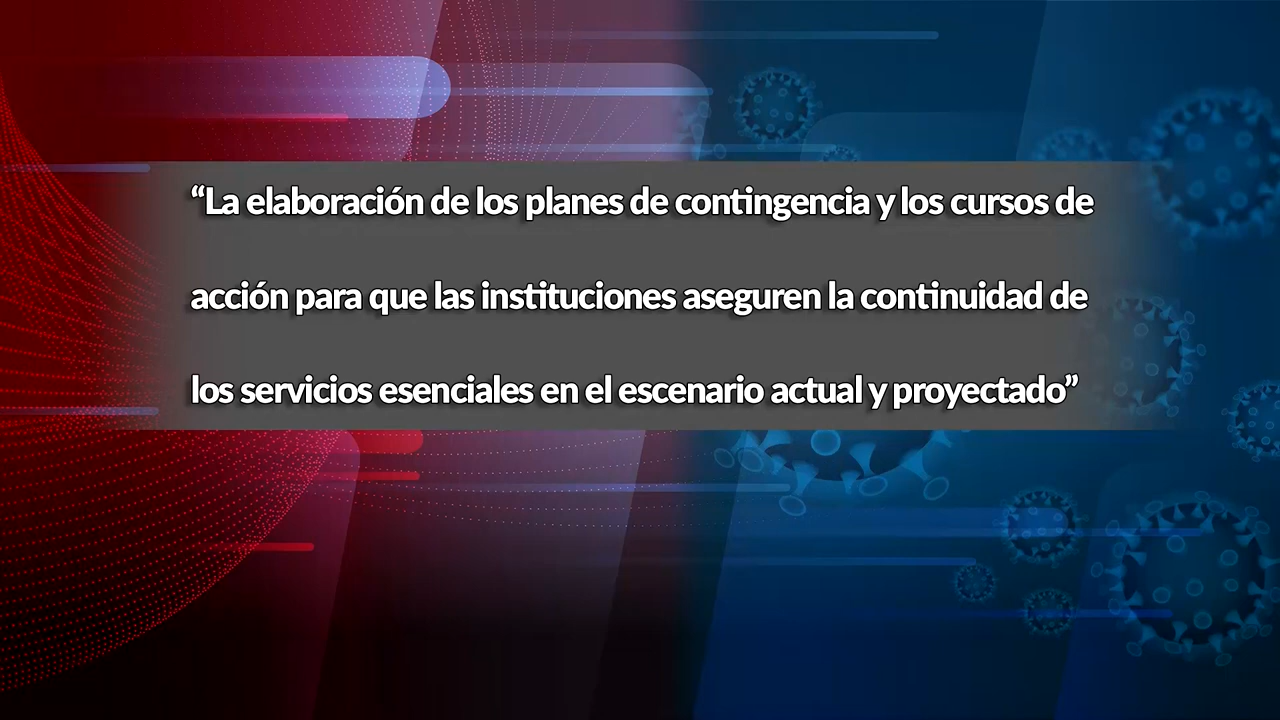 “La elaboración de los planes de contingencia y los cursos de
acción para que las instituciones aseguren la continuidad de
los servicios esenciales en el escenario actual y proyectado”